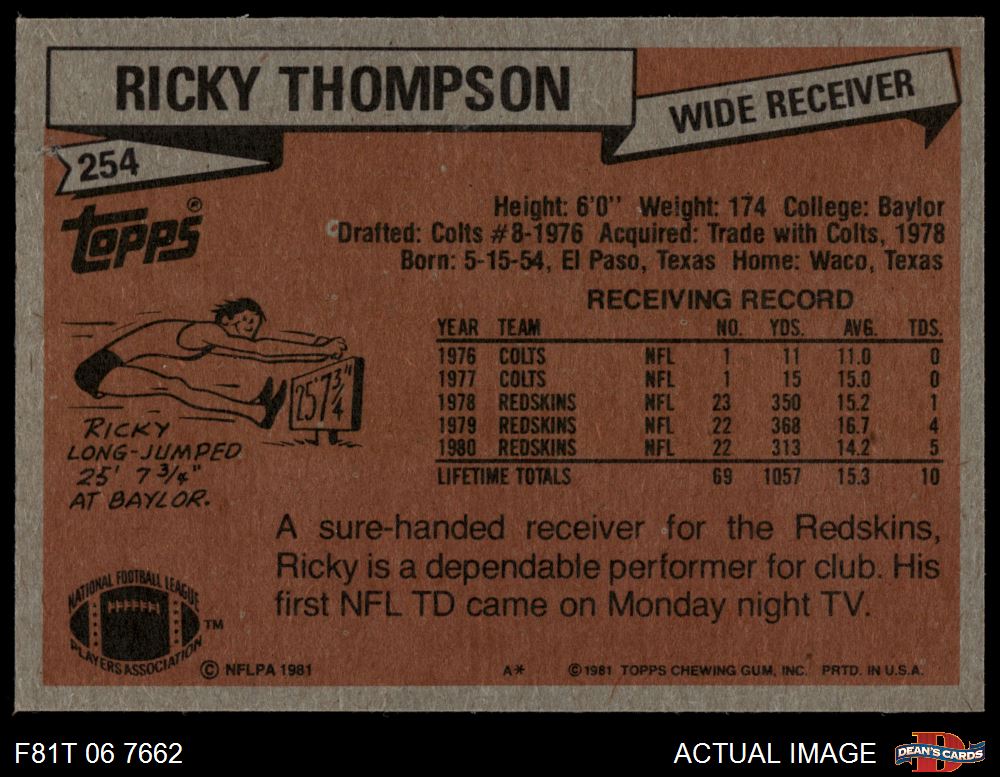 RICKY THOMPSON
WIDE RECEIVER
254
TOPPS®
Height: 6'0'' Weight: 174 College: Baylor
Drafted: Colts #8-1976 Acquired: Trade with Colts, 1978
Born: 5-15-54, El Paso, Texas Home: Waco, Texas
RECEIVING RECORD
YEAR TEAM NO. YDS. AVG. TDS.
1976 COLTS NFL 1 11 11.0 0
1977 COLTS NFL 1 15 15.0 0
1978 REDSKINS NFL 23 350 15.2 1
1979 REDSKINS NFL 22 368 16.7 4
1980 REDSKINS NFL 22 313 14.2 5
LIFETIME TOTALS 69 1057 15.3 10
25'7 3/4"
RICKY
LONG-JUMPED
25' 7 3/4"
AT BAYLOR.
A sure-handed receiver for the Redskins,
Ricky is a dependable performer for club. His
first NFL TD came on Monday night TV.
NATIONAL FOOTBALL LEAGUE
PLAYERS ASSOCIATION
TM
© NFLPA 1981
A*
© 1981 TOPPS CHEWING GUM, INC. PRTD. IN U.S.A.
F81T 06 7662
ACTUAL IMAGE
D
DEAN'S CARDS